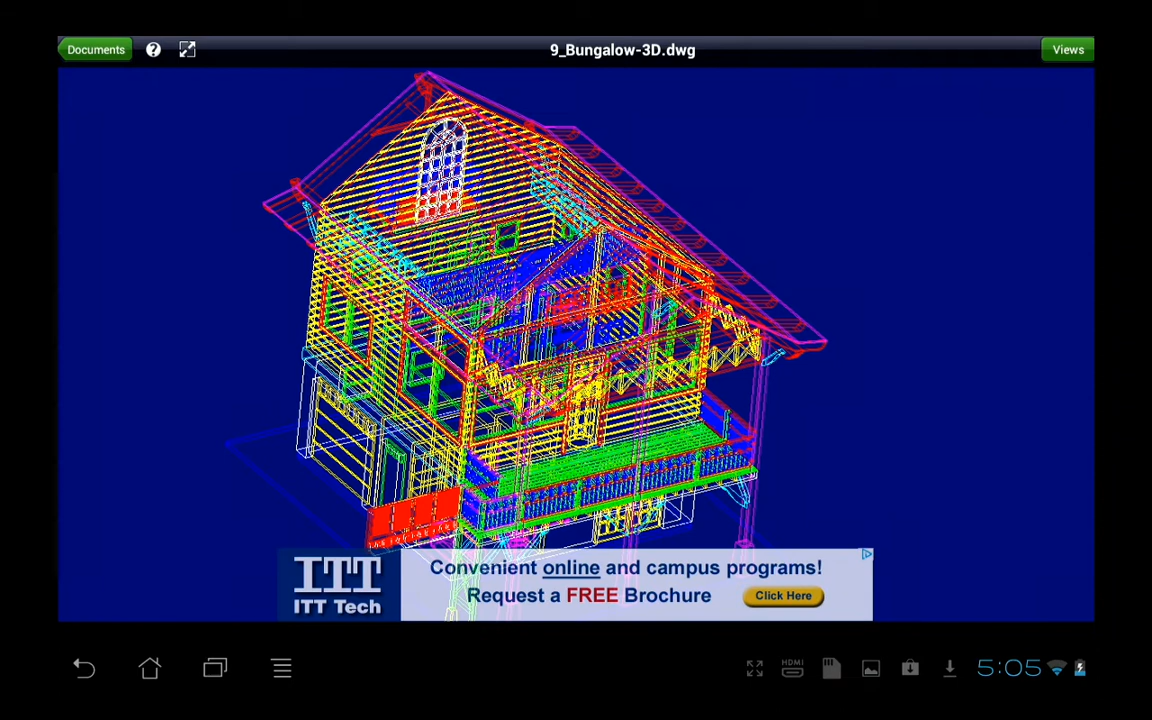 Documents
?
9_Bungalow-3D.dwg
Views
ITT
ITT Tech
Convenient online and campus programs!
Request a FREE Brochure
Click Here
HDMI
5:05